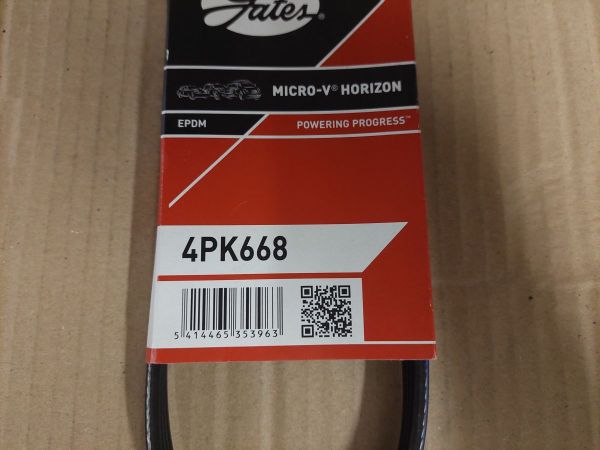 Gates
MICRO-V® HORIZON
EPDM
POWERING PROGRESS™
4PK668
5 414465 353963